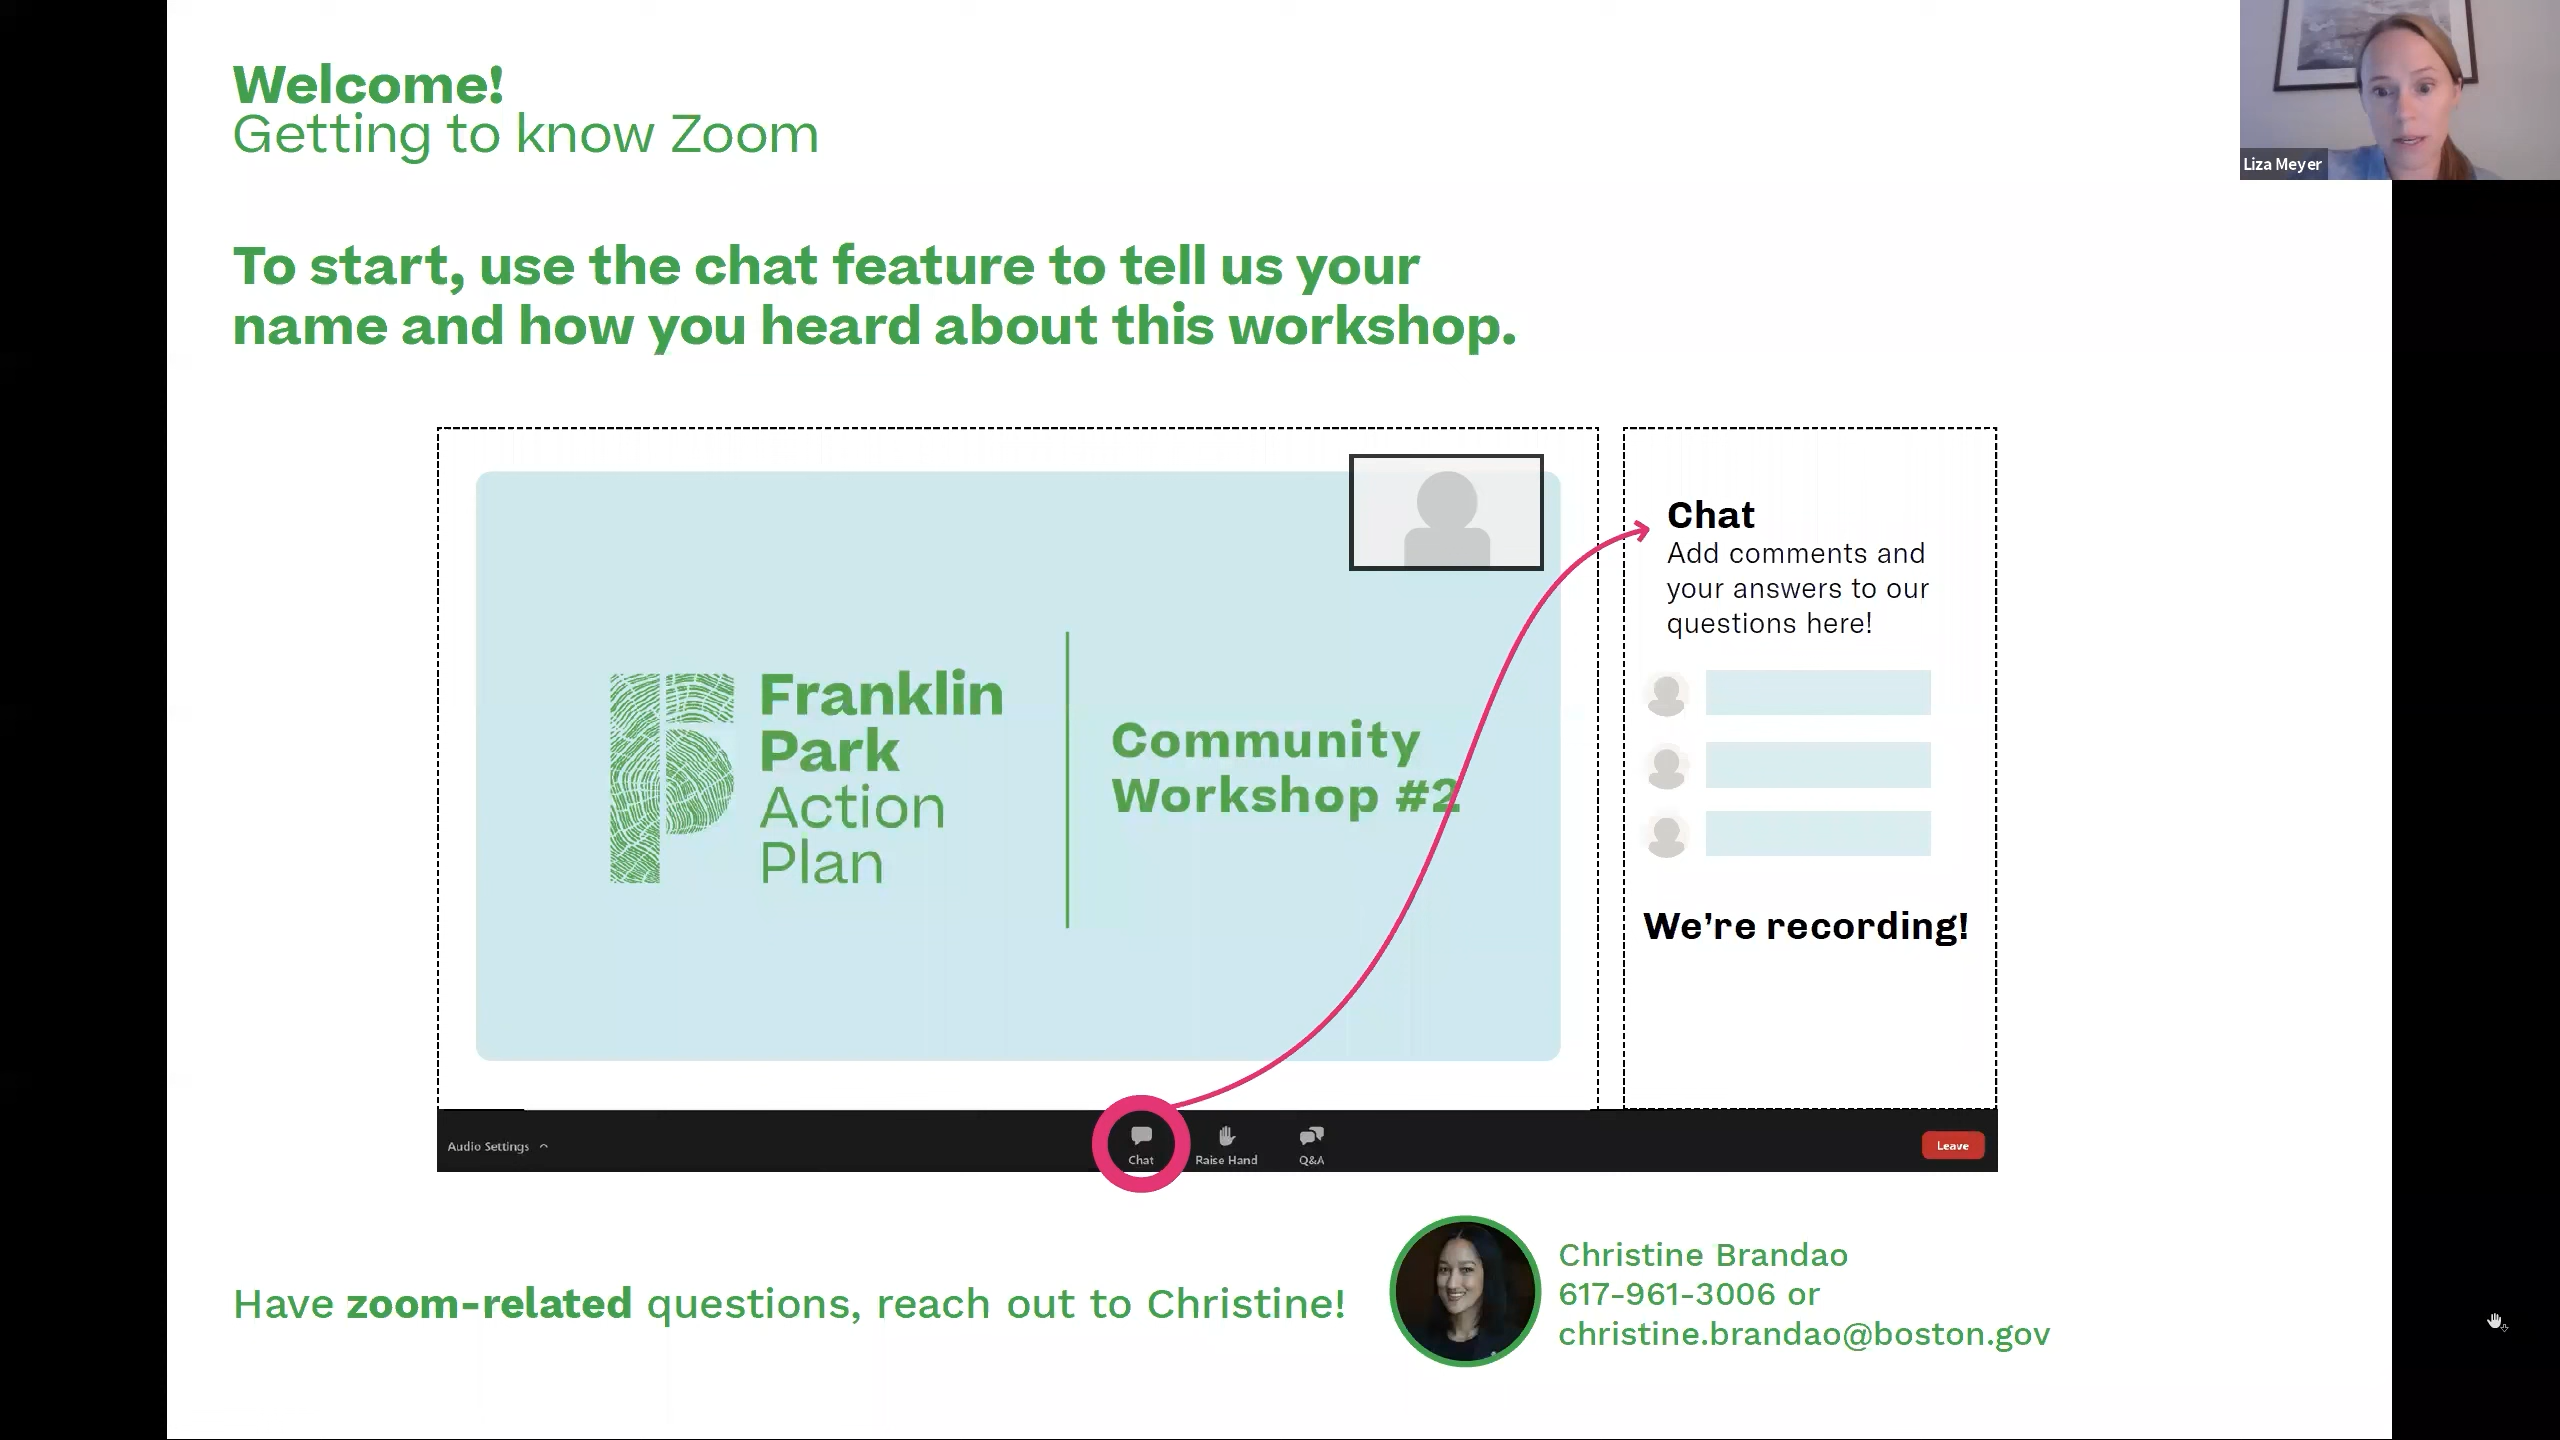 Welcome!
Getting to know Zoom
Liza Meyer
To start, use the chat feature to tell us your
name and how you heard about this workshop.
Franklin
Park
Action
Plan
Community
Workshop #2
Chat
Add comments and
your answers to our
questions here!
We're recording!
Audio Settings
Chat
Raise Hand
Q&A
Leave
Have zoom-related questions, reach out to Christine!
Christine Brandao
617-961-3006 or
christine.brandao@boston.gov